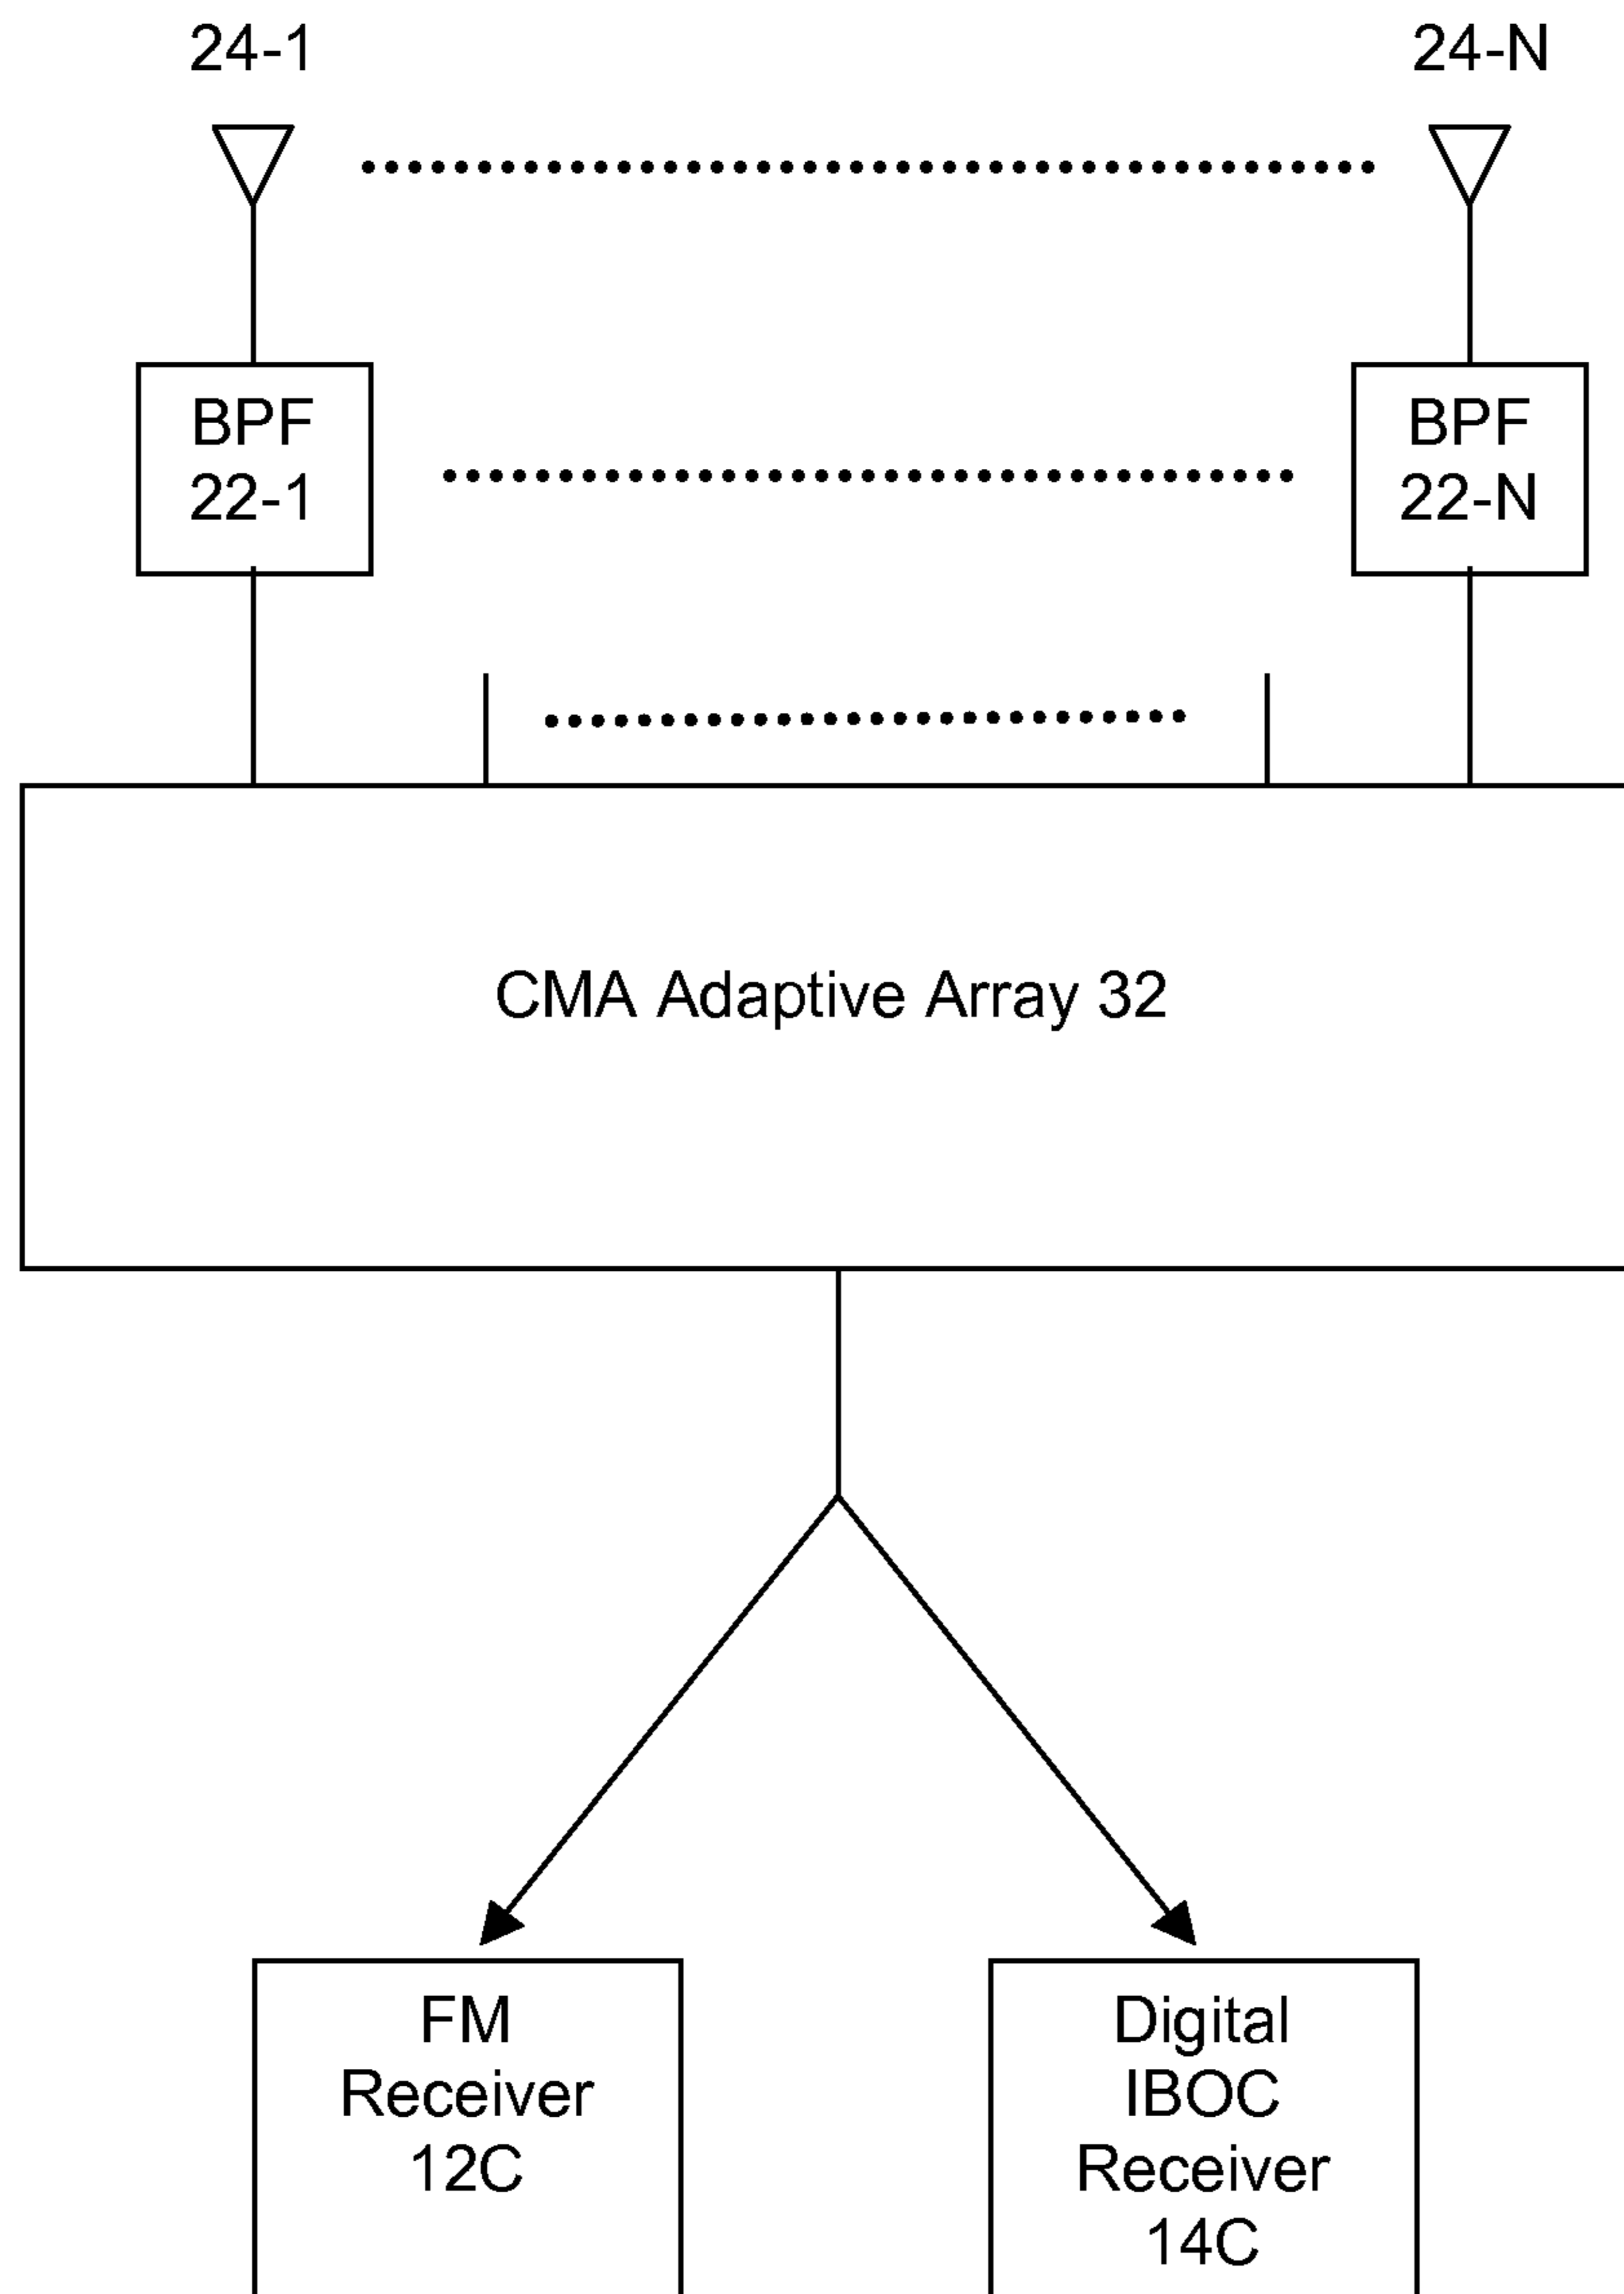 24-1
24-N
BPF
22-1
BPF
22-N
CMA Adaptive Array 32
FM
Receiver
12C
Digital
IBOC
Receiver
14C